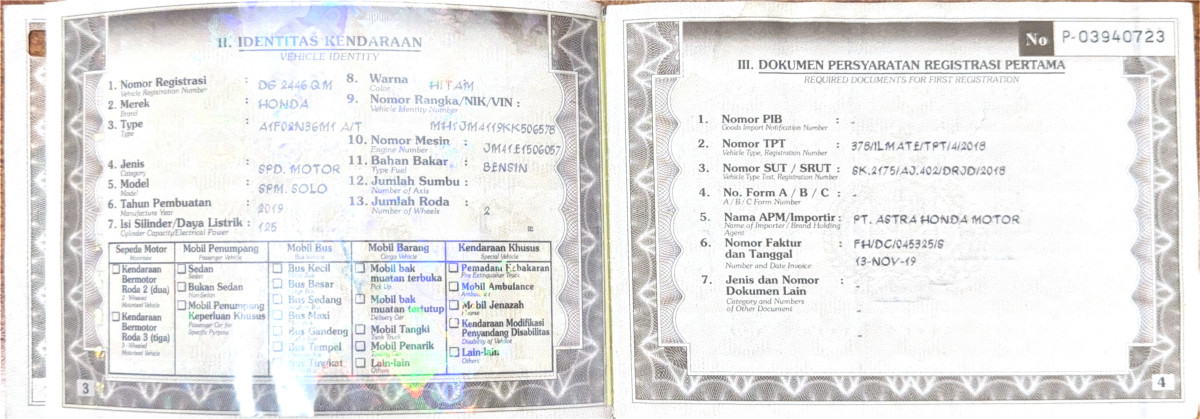 II. IDENTITAS KENDARAAN
VEHICLE IDENTITY
1. Nomor Registrasi : DG 2446 QM
Vehicle Registration Number
2. Merek : HONDA
Brand
3. Type : A1F02N36M1 A/T
Type
4. Jenis : SPD. MOTOR
Category
5. Model : SPM. SOLO
Model
6. Tahun Pembuatan : 2019
Manufacture Year
7. Isi Silinder/Daya Listrik : 125
Cylinder Capacity/Electrical Power
8. Warna : HITAM
Color
9. Nomor Rangka/NIK/VIN :
Vehicle Identity Number
MH1JM4119KK506578
10. Nomor Mesin : JM41E1506057
Engine Number
11. Bahan Bakar : BENSIN
Type Fuel
12. Jumlah Sumbu :
Number of Axis
13. Jumlah Roda : 2
Number of Wheels
Sepeda Motor
Motorcycle
Kendaraan
Bermotor
Roda 2 (dua)
2 Wheeled
Motorized Vehicle
Kendaraan
Bermotor
Roda 3 (tiga)
3 Wheeled
Motorized Vehicle
Mobil Penumpang
Passenger Vehicle
Sedan
Sedan
Bukan Sedan
Non Sedan
Mobil Penumpang
Keperluan Khusus
Passenger Car for
Specific Purpose
Mobil Bus
Bus Vehicle
Bus Kecil
Bus Besar
Bus Sedang
Bus Maxi
Bus Gandeng
Bus Tempel
Bus Tingkat
Mobil Barang
Cargo Vehicle
Mobil bak
muatan terbuka
Pick Up
Mobil bak
muatan tertutup
Delivery Car
Mobil Tangki
Tank Truck
Mobil Penarik
Lain-lain
Others
Kendaraan Khusus
Special Vehicle
Pemadam Kebakaran
Fire Extinguisher Truck
Mobil Ambulance
Ambulance
Mobil Jenazah
Hearse
Kendaraan Modifikasi
Penyandang Disabilitas
Disability of Vehicle
Lain-lain
Others
3
No P-03940723
III. DOKUMEN PERSYARATAN REGISTRASI PERTAMA
REQUIRED DOCUMENTS FOR FIRST REGISTRATION
1. Nomor PIB : -
Goods Import Notification Number
2. Nomor TPT : 378/ILMATE/TPT/4/2018
Vehicle Type, Registration Number
3. Nomor SUT / SRUT : SK.2175/AJ.402/DRJD/2018
Vehicle Type Test, Registration Number
4. No. Form A / B / C : -
A / B / C Form Number
5. Nama APM/Importir : PT. ASTRA HONDA MOTOR
Name of Importer / Brand Holding
Agent
6. Nomor Faktur : FH/DC/045325/S
dan Tanggal 13-NOV-19
Number and Date Invoice
7. Jenis dan Nomor : -
Dokumen Lain -
Category and Numbers
of Other Document -
4